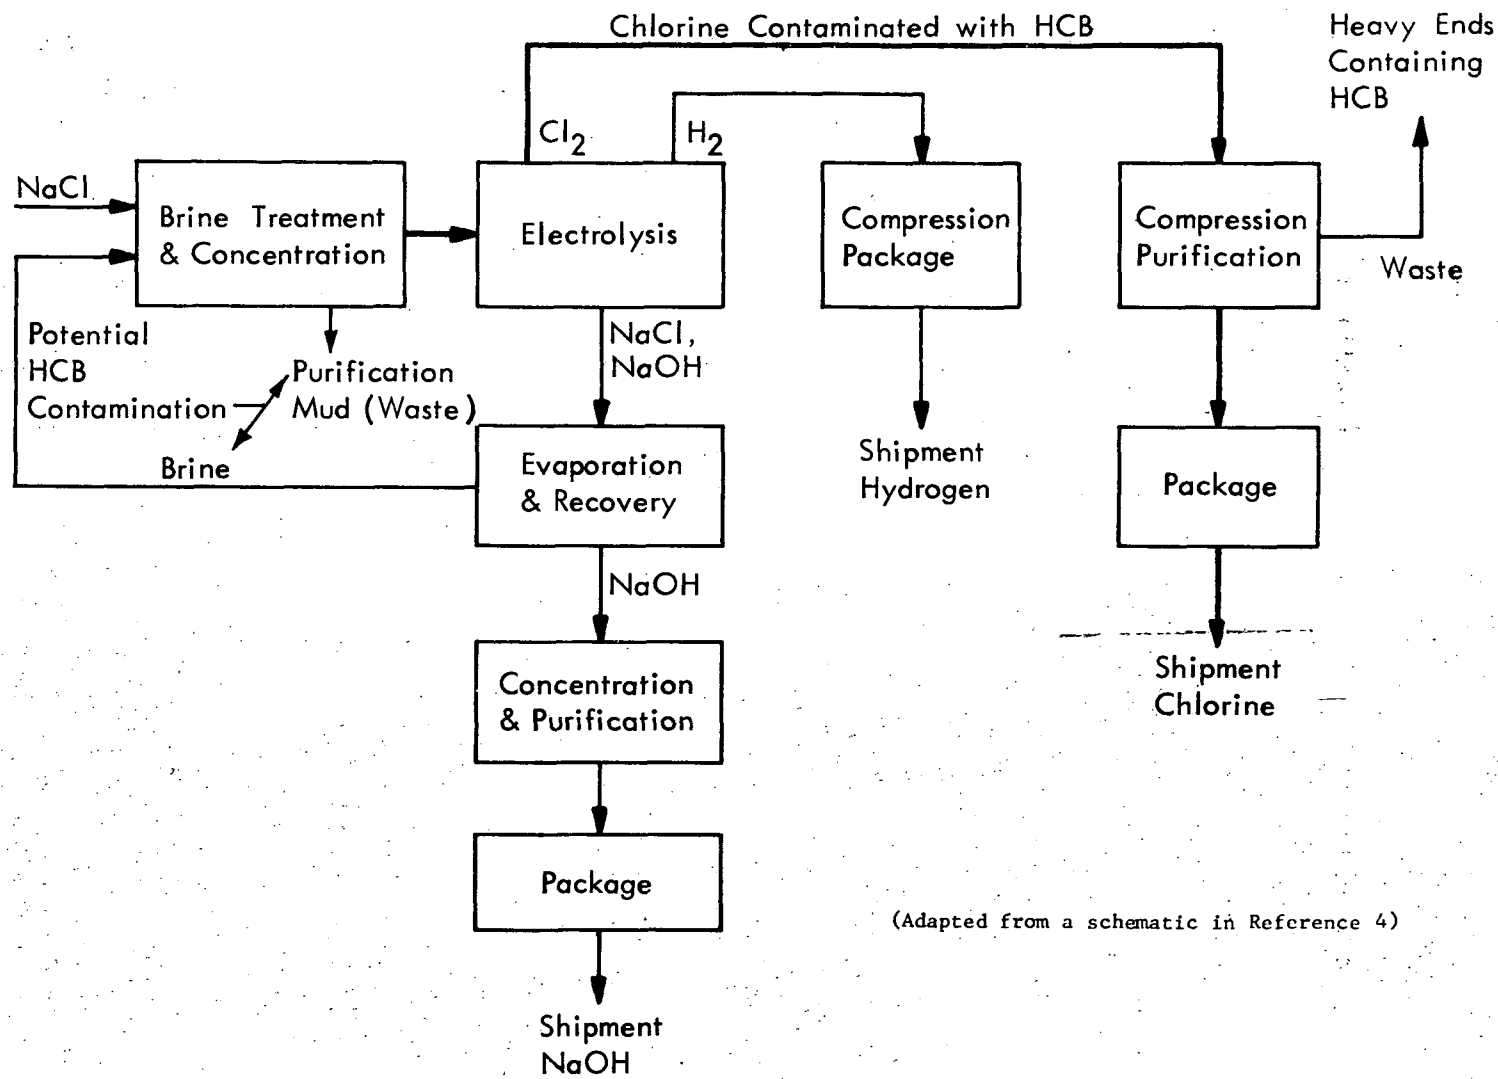 Chlorine Contaminated with HCB
Heavy Ends
Containing
HCB
Cl2
H2
NaCl
Brine Treatment
& Concentration
Electrolysis
Compression
Package
Compression
Purification
Waste
Potential
HCB
Contamination
Purification
Mud (Waste)
Brine
NaCl,
NaOH
Evaporation
& Recovery
Shipment
Hydrogen
Package
NaOH
Concentration
& Purification
Shipment
Chlorine
Package
(Adapted from a schematic in Reference 4)
Shipment
NaOH